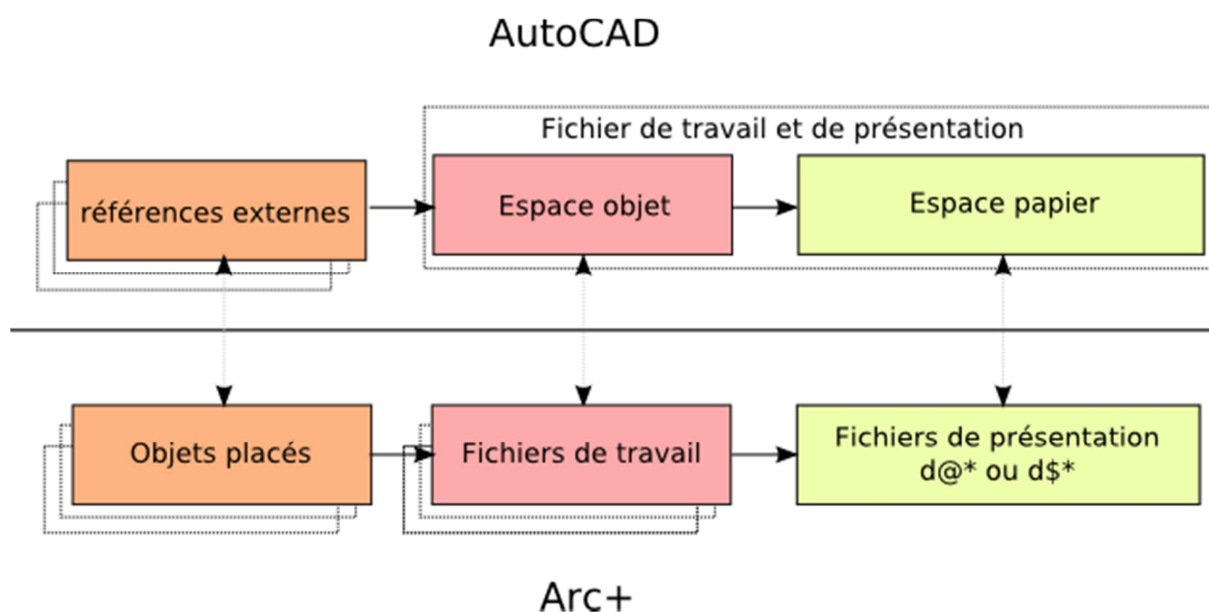 AutoCAD
Fichier de travail et de présentation
références externes
Espace objet
Espace papier
Objets placés
Fichiers de travail
Fichiers de présentation
d@* ou d$*
Arc+